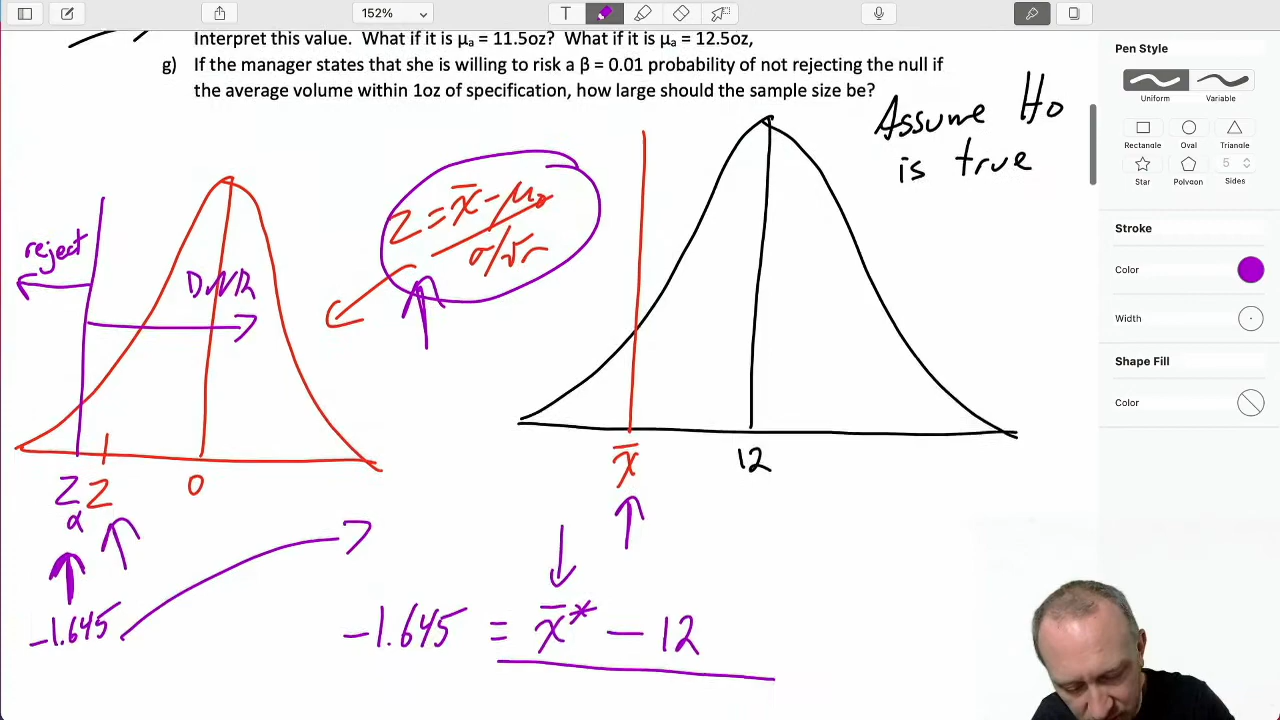 152%
T
Interpret this value. What if it is μₐ = 11.5oz? What if it is μₐ = 12.5oz,
g) If the manager states that she is willing to risk a β = 0.01 probability of not rejecting the null if
the average volume within 1oz of specification, how large should the sample size be?
Assume H₀
is true
reject
DNR
Z = x̄ - μ₀
σ/√n
Z
α
Z
0
x̄
12
-1.645
-1.645 = x̄* - 12
Pen Style
Uniform Variable
Rectangle Oval Triangle
5
Star Polygon Sides
Stroke
Color
Width
Shape Fill
Color